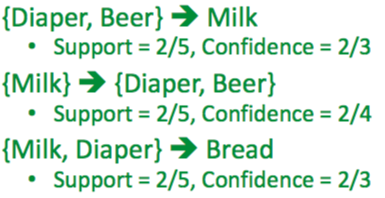 {Diaper, Beer} ➔ Milk
• Support = 2/5, Confidence = 2/3
{Milk} ➔ {Diaper, Beer}
• Support = 2/5, Confidence = 2/4
{Milk, Diaper} ➔ Bread
• Support = 2/5, Confidence = 2/3